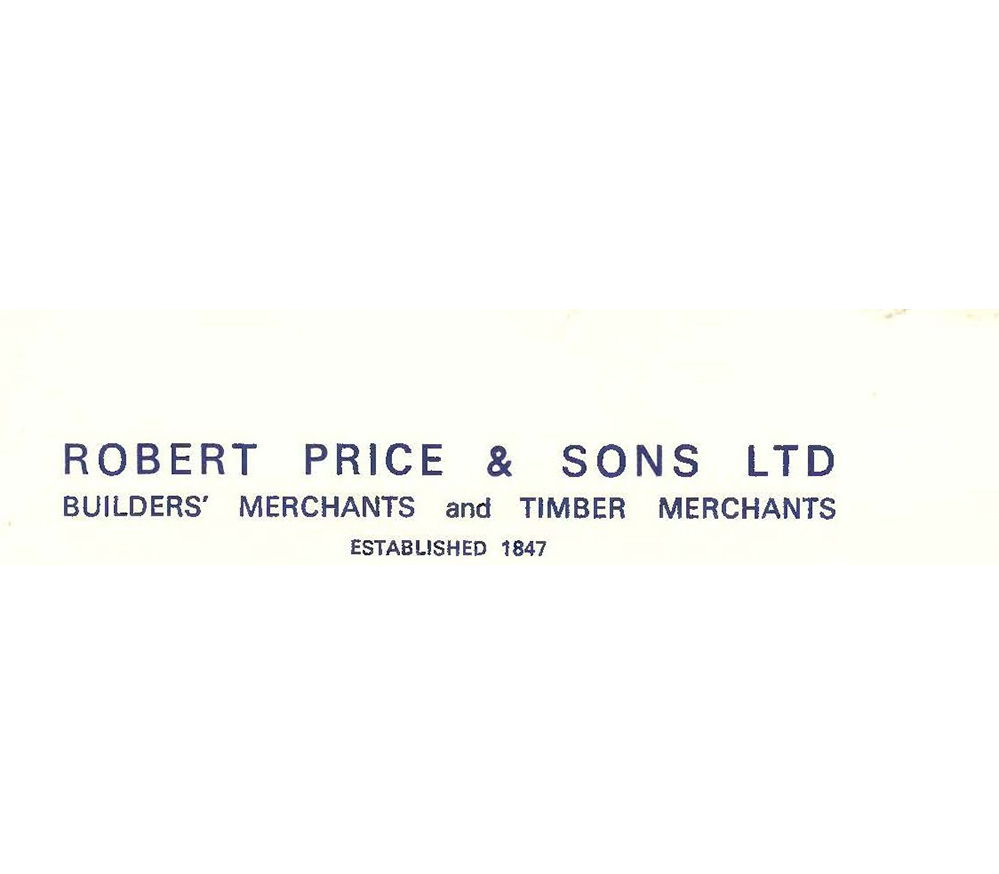 ROBERT PRICE & SONS LTD
BUILDERS' MERCHANTS and TIMBER MERCHANTS
ESTABLISHED 1847